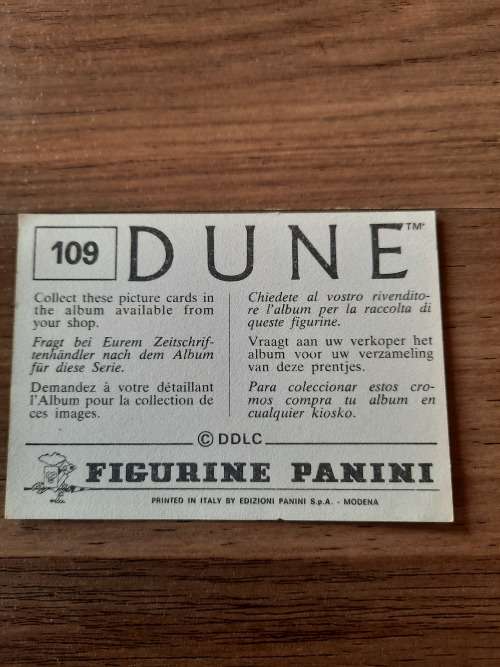 109
DUNE™
Collect these picture cards in
the album available from
your shop.
Fragt bei Eurem Zeitschrif-
tenhändler nach dem Album
für diese Serie.
Demandez à votre détaillant
l'Album pour la collection de
ces images.
Chiedete al vostro rivendito-
re l'album per la raccolta di
queste figurine.
Vraagt aan uw verkoper het
album voor uw verzameling
van deze prentjes.
Para coleccionar estos cro-
mos compra tu album en
cualquier kiosko.
© DDLC
FIGURINE PANINI
PRINTED IN ITALY BY EDIZIONI PANINI S.p.A. - MODENA